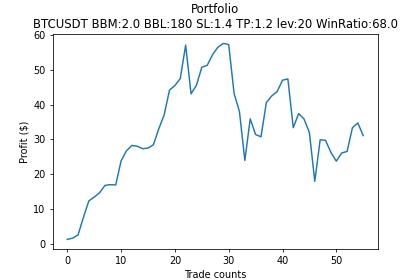 Portfolio
BTCUSDT BBM:2.0 BBL:180 SL:1.4 TP:1.2 lev:20 WinRatio:68.0
60
50
40
30
20
10
0
Profit ($)
0 10 20 30 40 50
Trade counts